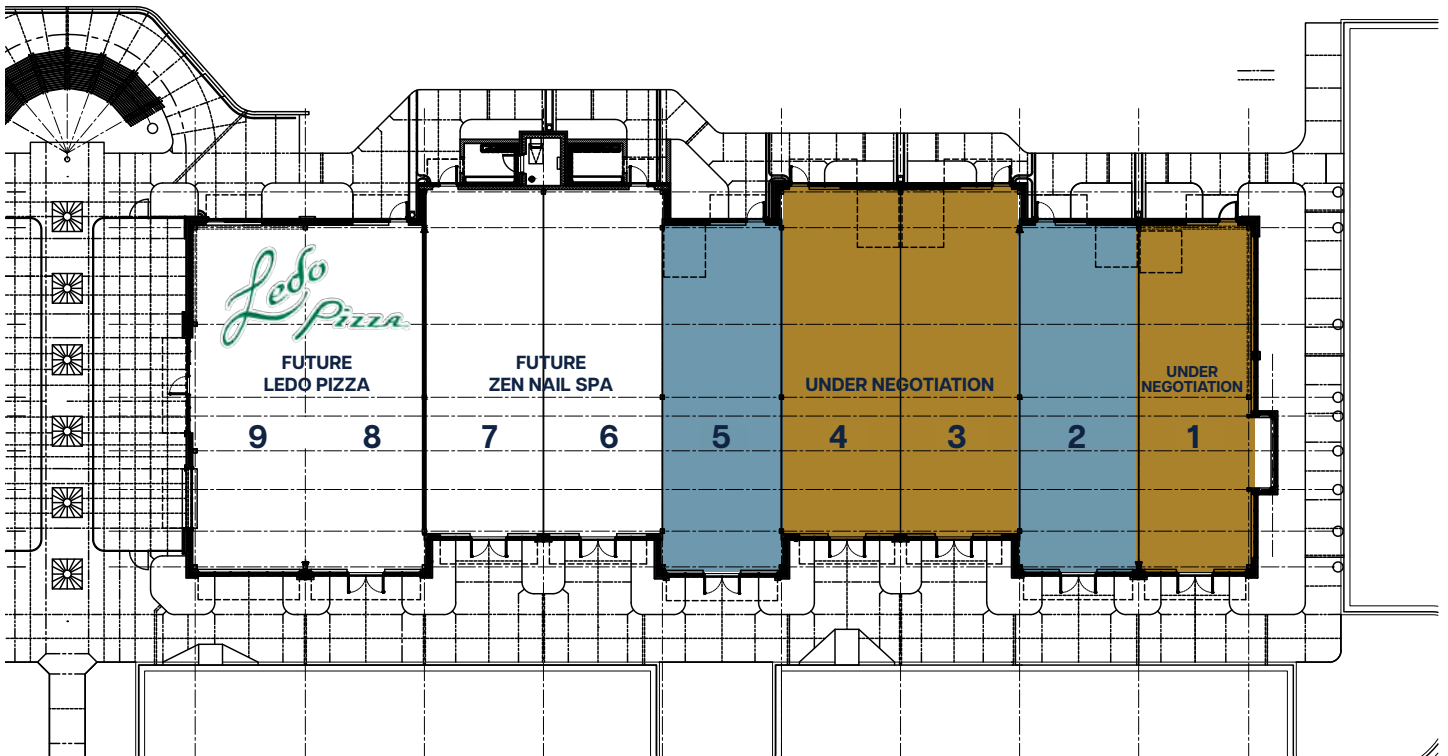 Ledo
Pizza
FUTURE
LEDO PIZZA
FUTURE
ZEN NAIL SPA
UNDER NEGOTIATION
UNDER
NEGOTIATION
9 8 7 6 5 4 3 2 1